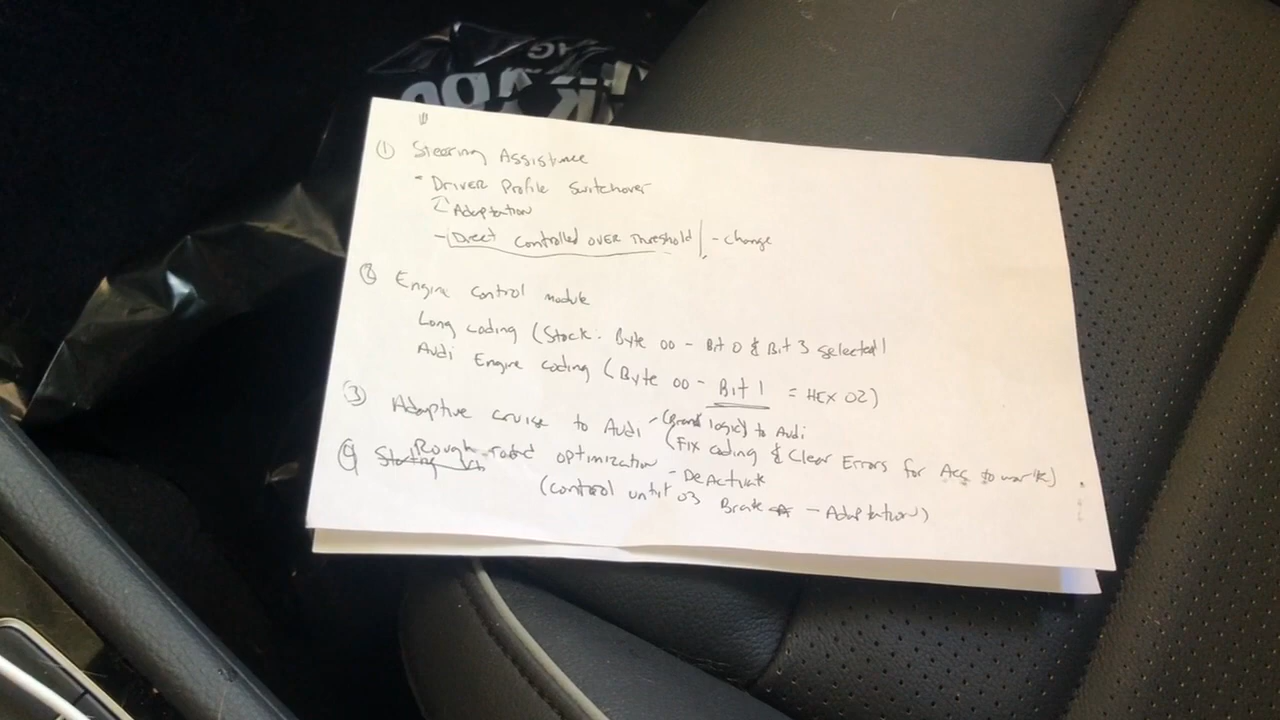 ① Steering Assistance
- Driver Profile Switchover
Adaptation
- Direct controlled over threshold | - change
② Engine control module
Long coding (Stock: Byte 00 - Bit 0 & Bit 3 selected)
Audi Engine coding (Byte 00 - Bit 1 = HEX 02)
③ Adaptive cruise to Audi - (Brand logic) to Audi
(Fix coding & Clear Errors for Acc to work)
④ Rough road optimization - DeActivate
(control unit 03 Brake - Adaptation)